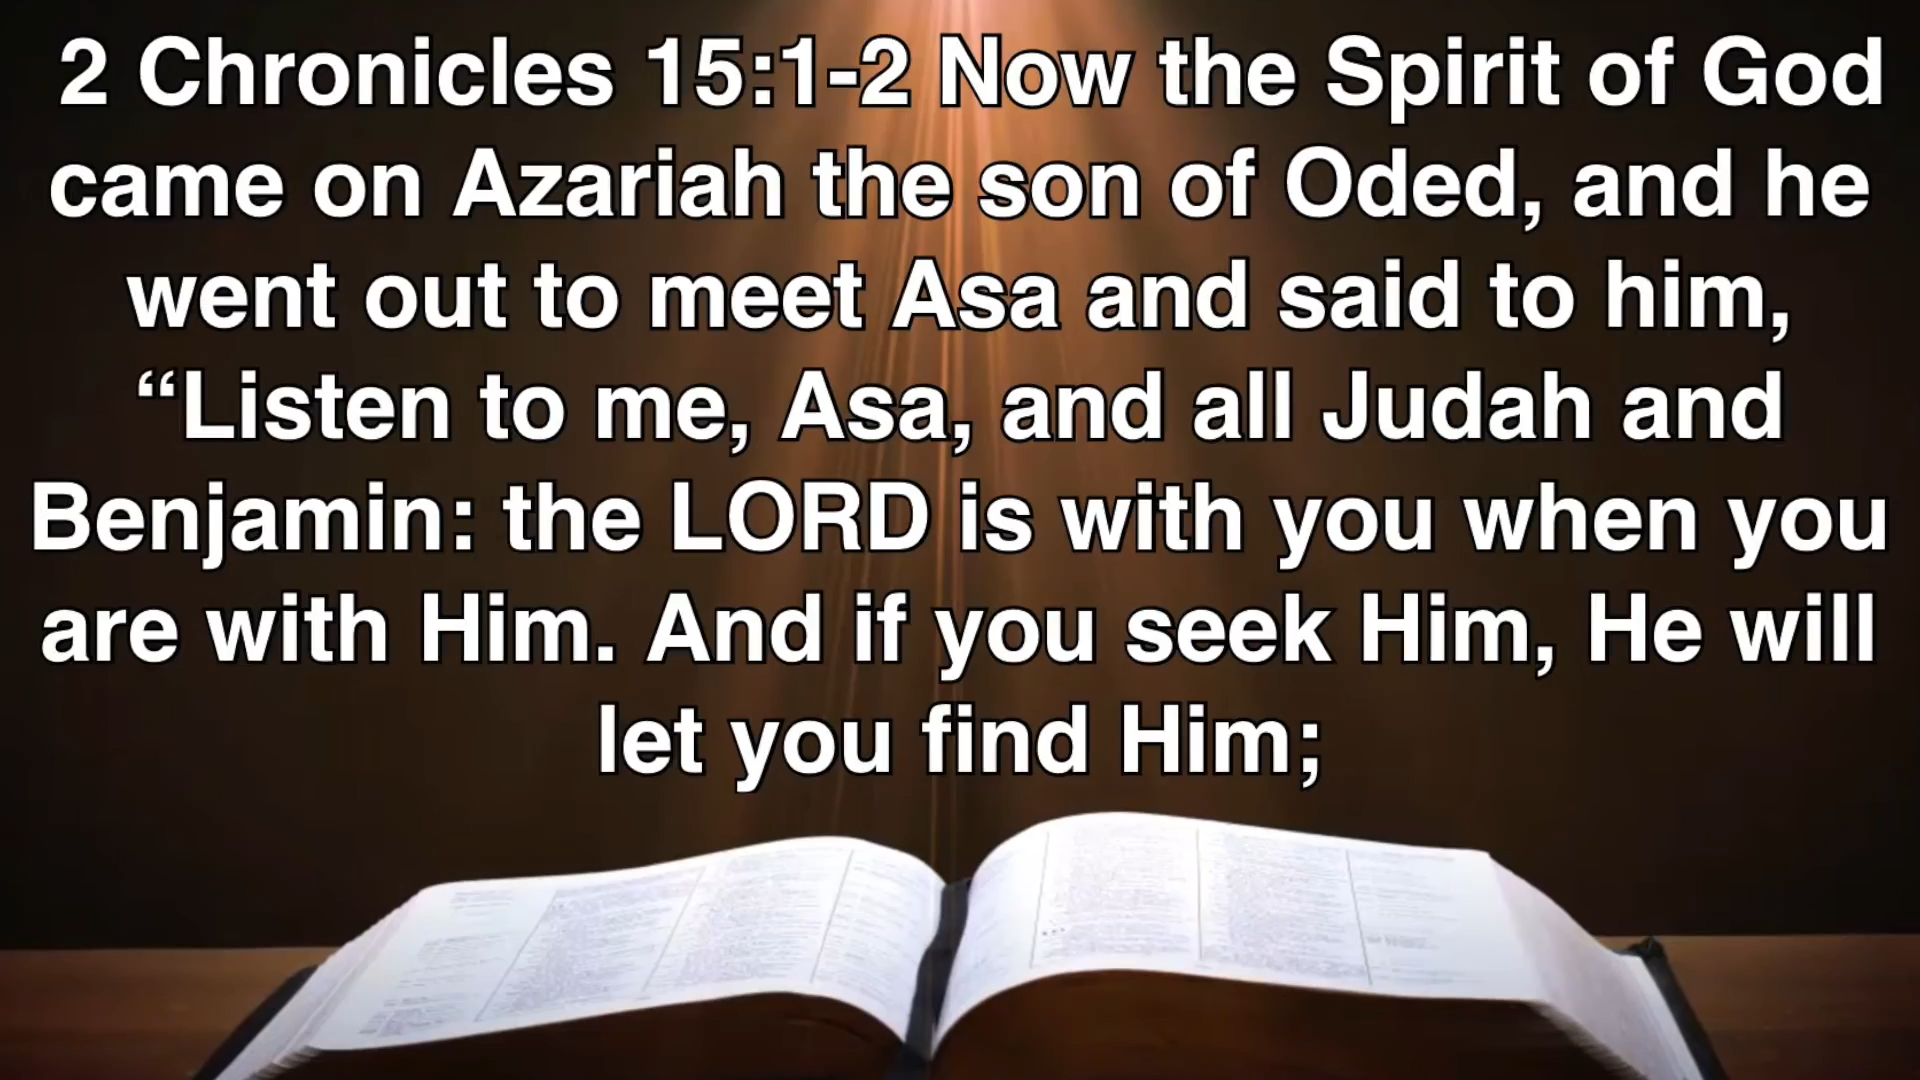 2 Chronicles 15:1-2 Now the Spirit of God
came on Azariah the son of Oded, and he
went out to meet Asa and said to him,
“Listen to me, Asa, and all Judah and
Benjamin: the LORD is with you when you
are with Him. And if you seek Him, He will
let you find Him;